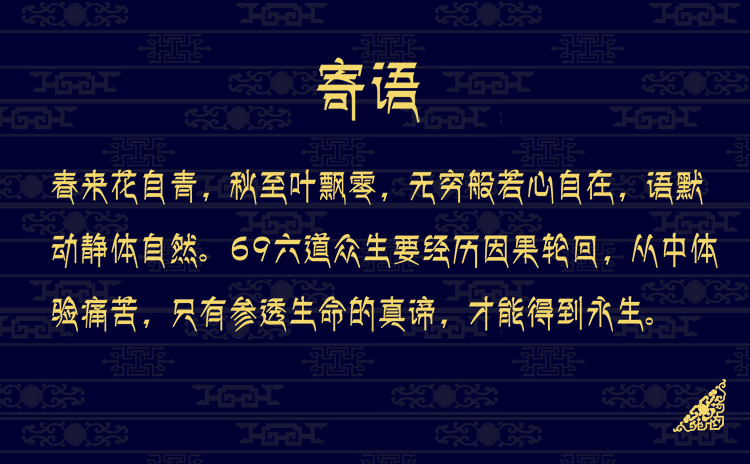 寄语
春来花自青，秋至叶飘零，无穷般若心自在，语默
动静体自然。69六道众生要经历因果轮回，从中体
验痛苦，只有参透生命的真谛，才能得到永生。